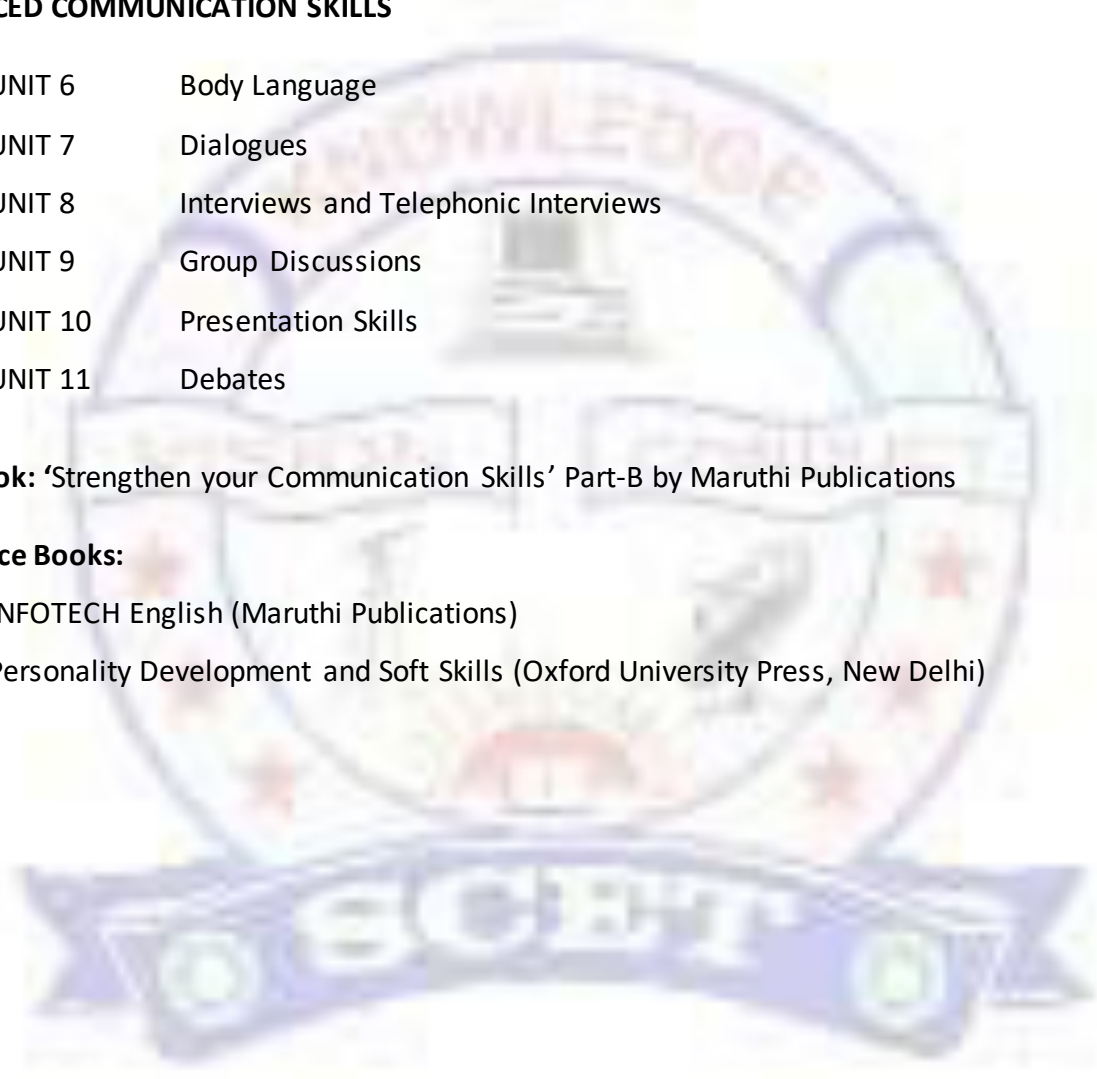 CED COMMUNICATION SKILLS
UNIT 6 Body Language
UNIT 7 Dialogues
UNIT 8 Interviews and Telephonic Interviews
UNIT 9 Group Discussions
UNIT 10 Presentation Skills
UNIT 11 Debates
ok: ‘Strengthen your Communication Skills’ Part-B by Maruthi Publications
ce Books:
NFOTECH English (Maruthi Publications)
Personality Development and Soft Skills (Oxford University Press, New Delhi)
KNOWLEDGE
SCET